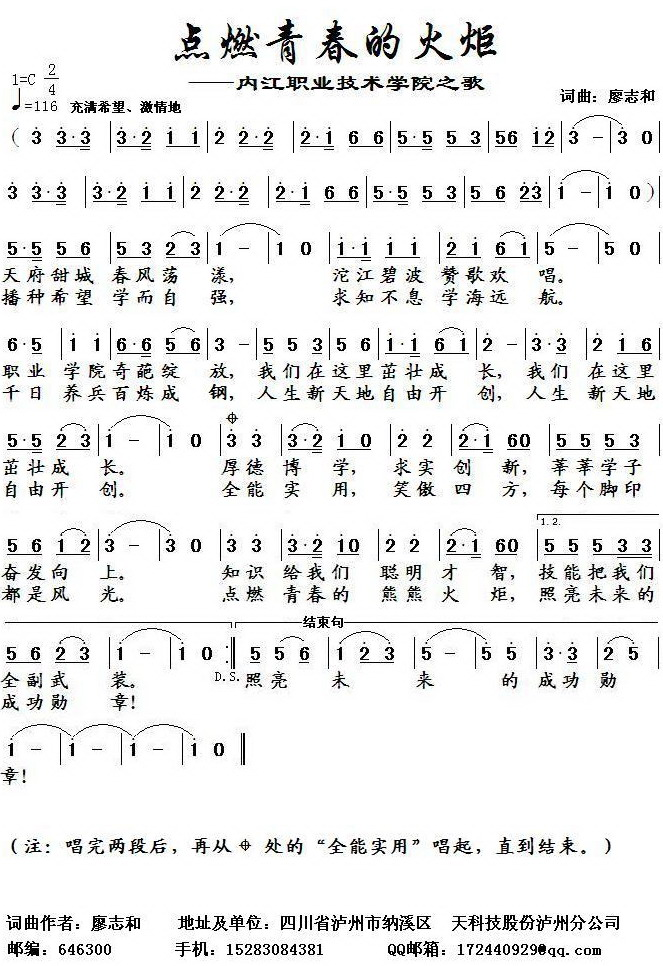 点燃青春的火炬
——内江职业技术学院之歌
1=C 2/4
♩=116 充满希望、激情地
词曲：廖志和
( 3 3·3 3·2 1 1 2 2·2 2·1 6 6 5·5 5 5 56 12 3 － 3 0
3 3·3 3·2 1 1 2 2·2 2·1 6 6 5·5 5 5 5 6 23 1 － 1 0 )
5·5 5 6 5 3 2 3 1 － 1 0 1·1 1 1 2 1 6 1 5 － 5 0
天府甜城 春风荡漾， 沱江碧波 赞歌欢唱。
播种希望 学而自强， 求知不息 学海远航。
6·5 1 1 6·6 5 6 3 － 3·3 2 1 1·1 6 1 2 － 3·3 2 1
职业 学院奇葩绽放，我们在这里茁壮成长，我们在这里
千日 养兵百炼成钢，人生新天地自由开创，人生新天地
5·5 2 3 1 － 1 0 3 3 3·2 1 0 2 2 2·1 60 5 5 5 5
茁壮成长。 厚德博学，求实创新，莘莘学子
自由开创。 全能实用，笑傲四方，每个脚印
5 6 1 2 3 － 3 0 3 3 3·2 10 2 2 2·1 60 1.2. 5 5 5 3 3
奋发向上。 知识给我们 聪明才智，技能把我们
都是风光。 点燃青春的 熊熊火炬，照亮未来的
结束句
5 6 2 3 1 － 1 0 :‖ 5 5 6 1 2 3 5 － 5 － 3·3 2 5
全副武装。 D.S. 照亮未来的成功勋
成功勋章！
1 － 1 － 1 － 1 0 ‖
章！
（注：唱完两段后，再从 𝄌 处的“全能实用”唱起，直到结束。）
词曲作者：廖志和 地址及单位：四川省泸州市纳溪区 天科技股份泸州分公司
邮编：646300 手机：15283084381 QQ邮箱：172440929@qq.com